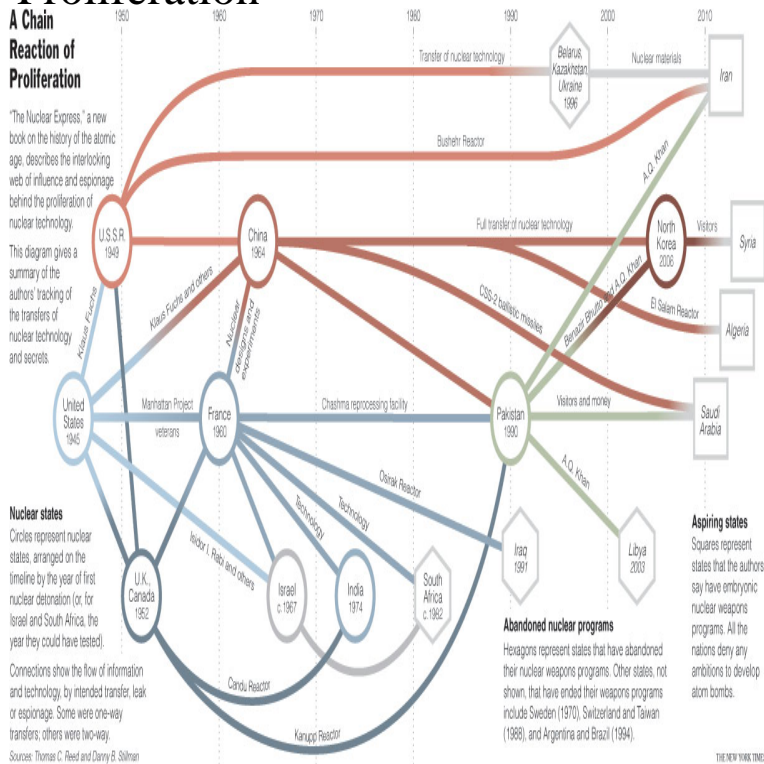 Proliferation
A Chain
Reaction of
Proliferation
1950
1960
1970
1980
1990
2000
2010
"The Nuclear Express," a new
book on the history of the atomic
age, describes the interlocking
web of influence and espionage
behind the proliferation of
nuclear technology.
This diagram gives a
summary of the
authors' tracking of
the transfers of
nuclear technology
and secrets.
Transfer of nuclear technology
Belarus,
Kazakhstan,
Ukraine
1996
Nuclear materials
Iran
Bushehr Reactor
A.Q. Khan
U.S.S.R.
1949
China
1964
Full transfer of nuclear technology
North
Korea
2006
Visitors
Syria
Klaus Fuchs
Klaus Fuchs and others
Nuclear
designs and
experiments
CSS-2 ballistic missiles
Benazir Bhutto and A.Q. Khan
El Salam Reactor
Algeria
United
States
1945
Manhattan Project
veterans
France
1960
Chashma reprocessing facility
Pakistan
1990
Visitors and money
Saudi
Arabia
Osirak Reactor
A.Q. Khan
Technology
Technology
Isidor I. Rabi and others
Nuclear states
Circles represent nuclear
states, arranged on the
timeline by the year of first
nuclear detonation (or, for
Israel and South Africa, the
year they could have tested).
Connections show the flow of information
and technology, by intended transfer, leak
or espionage. Some were one-way
transfers; others were two-way.
Sources: Thomas C. Reed and Danny B. Stillman
U.K.,
Canada
1952
Israel
c.1967
India
1974
South
Africa
c.1982
Iraq
1991
Libya
2003
Candu Reactor
Kanupp Reactor
Abandoned nuclear programs
Hexagons represent states that have abandoned
their nuclear weapons programs. Other states, not
shown, that have ended their weapons programs
include Sweden (1970), Switzerland and Taiwan
(1988), and Argentina and Brazil (1994).
Aspiring states
Squares represent
states that the authors
say have embryonic
nuclear weapons
programs. All the
nations deny any
ambitions to develop
atom bombs.
THE NEW YORK TIMES